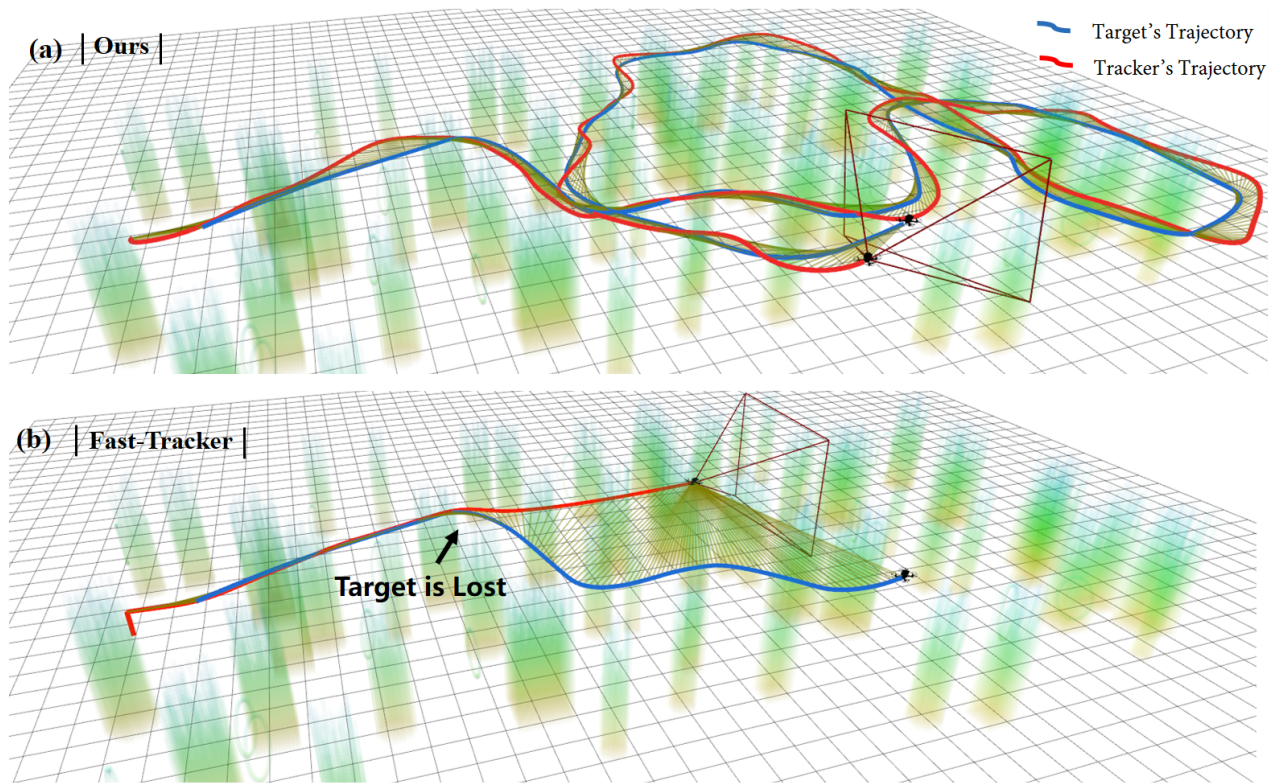 (a) | Ours |
Target's Trajectory
Tracker's Trajectory
(b) | Fast-Tracker |
Target is Lost